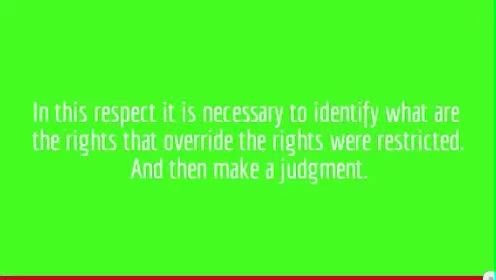 In this respect it is necessary to identify what are
the rights that override the rights were restricted.
And then make a judgment.